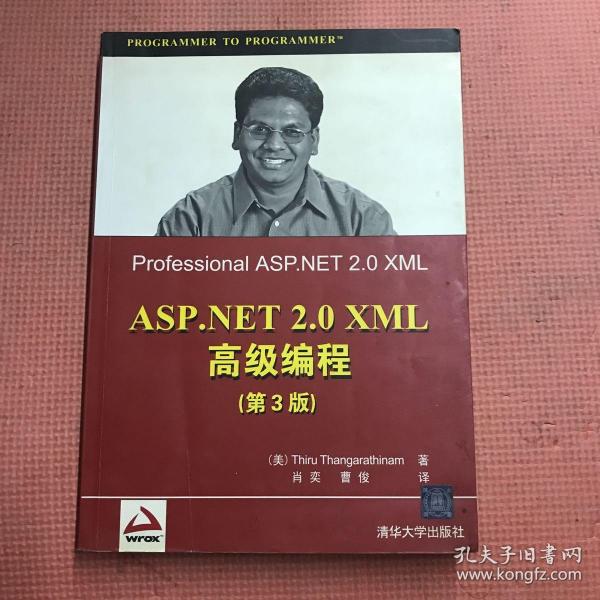 PROGRAMMER TO PROGRAMMER™
Professional ASP.NET 2.0 XML
ASP.NET 2.0 XML
高级编程
(第3版)
(美) Thiru Thangarathinam 著
肖奕 曹俊 译
wrox™
清华大学出版社
孔夫子旧书网
www.kongfz.com